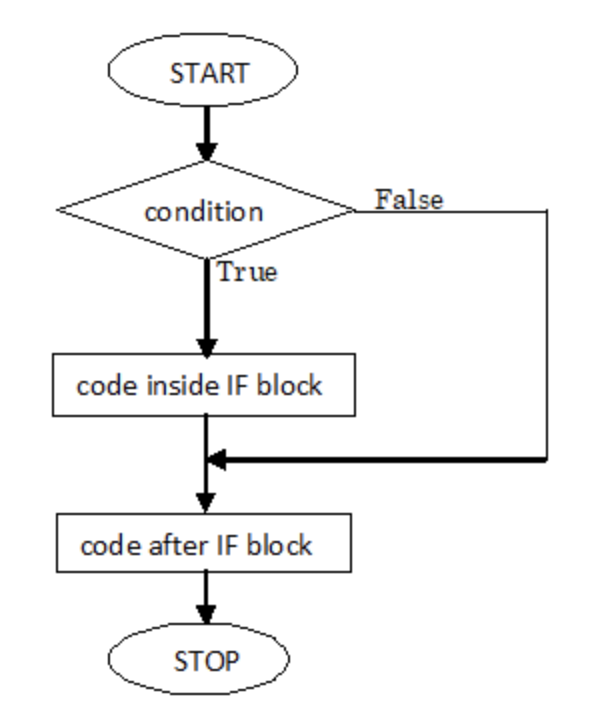 START
condition
False
True
code inside IF block
code after IF block
STOP